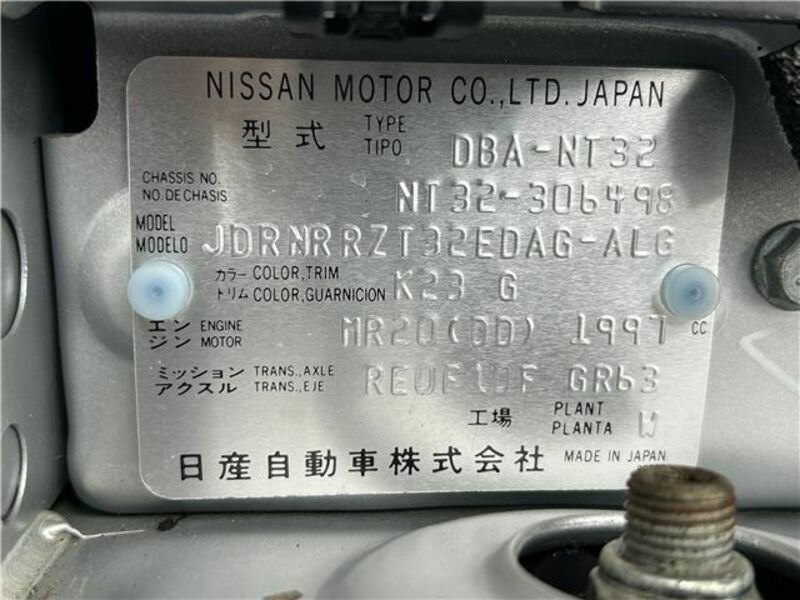 NISSAN MOTOR CO.,LTD. JAPAN
型式 TYPE TIPO DBA-NT32
CHASSIS NO. NO. DE CHASIS NT32-306498
MODEL MODELO JDRNRRZT32EDAG-ALG
カラー COLOR,TRIM
トリム COLOR,GUARNICION K23 G
エン ENGINE
ジン MOTOR MR20(DD) 1997 CC
ミッション TRANS.,AXLE
アクスル TRANS.,EJE RE0F10F GR63
工場 PLANT PLANTA W
日産自動車株式会社 MADE IN JAPAN